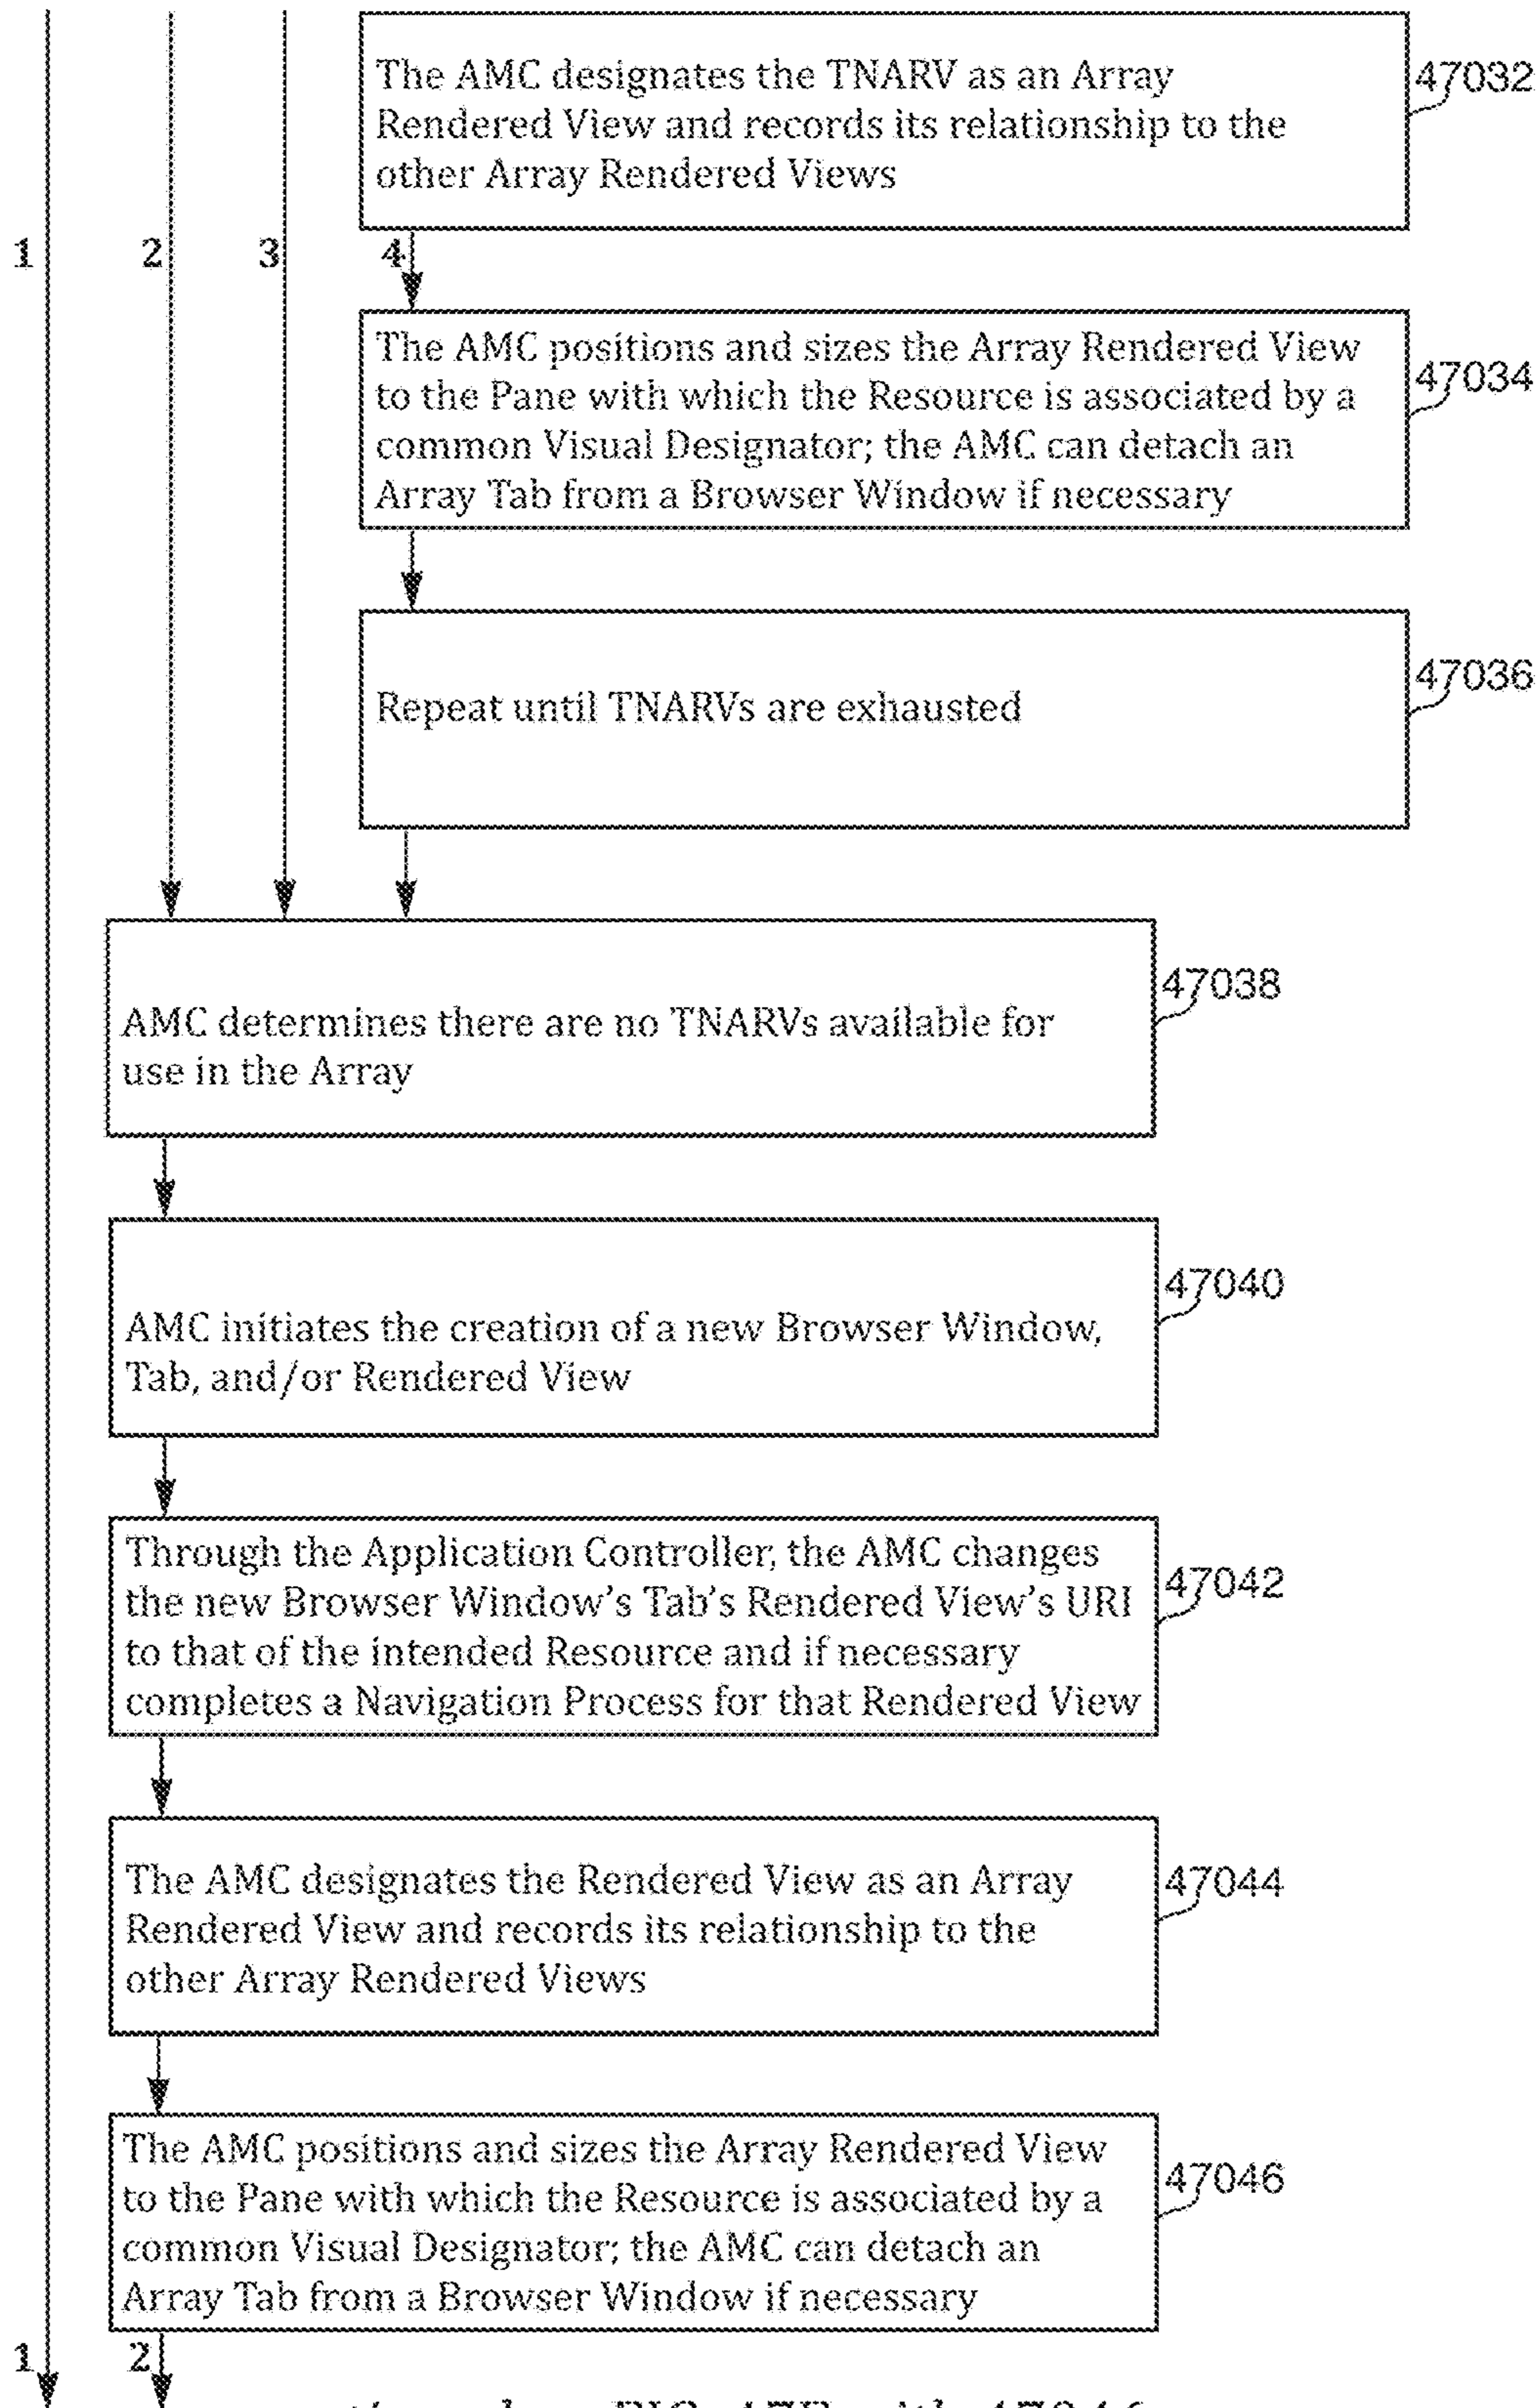 The AMC designates the TNARV as an Array
Rendered View and records its relationship to the
other Array Rendered Views
47032
1
2
3
4
The AMC positions and sizes the Array Rendered View
to the Pane with which the Resource is associated by a
common Visual Designator; the AMC can detach an
Array Tab from a Browser Window if necessary
47034
Repeat until TNARVs are exhausted
47036
AMC determines there are no TNARVs available for
use in the Array
47038
AMC initiates the creation of a new Browser Window,
Tab, and/or Rendered View
47040
Through the Application Controller, the AMC changes
the new Browser Window's Tab's Rendered View's URI
to that of the intended Resource and if necessary
completes a Navigation Process for that Rendered View
47042
The AMC designates the Rendered View as an Array
Rendered View and records its relationship to the
other Array Rendered Views
47044
The AMC positions and sizes the Array Rendered View
to the Pane with which the Resource is associated by a
common Visual Designator; the AMC can detach an
Array Tab from a Browser Window if necessary
47046
1
2